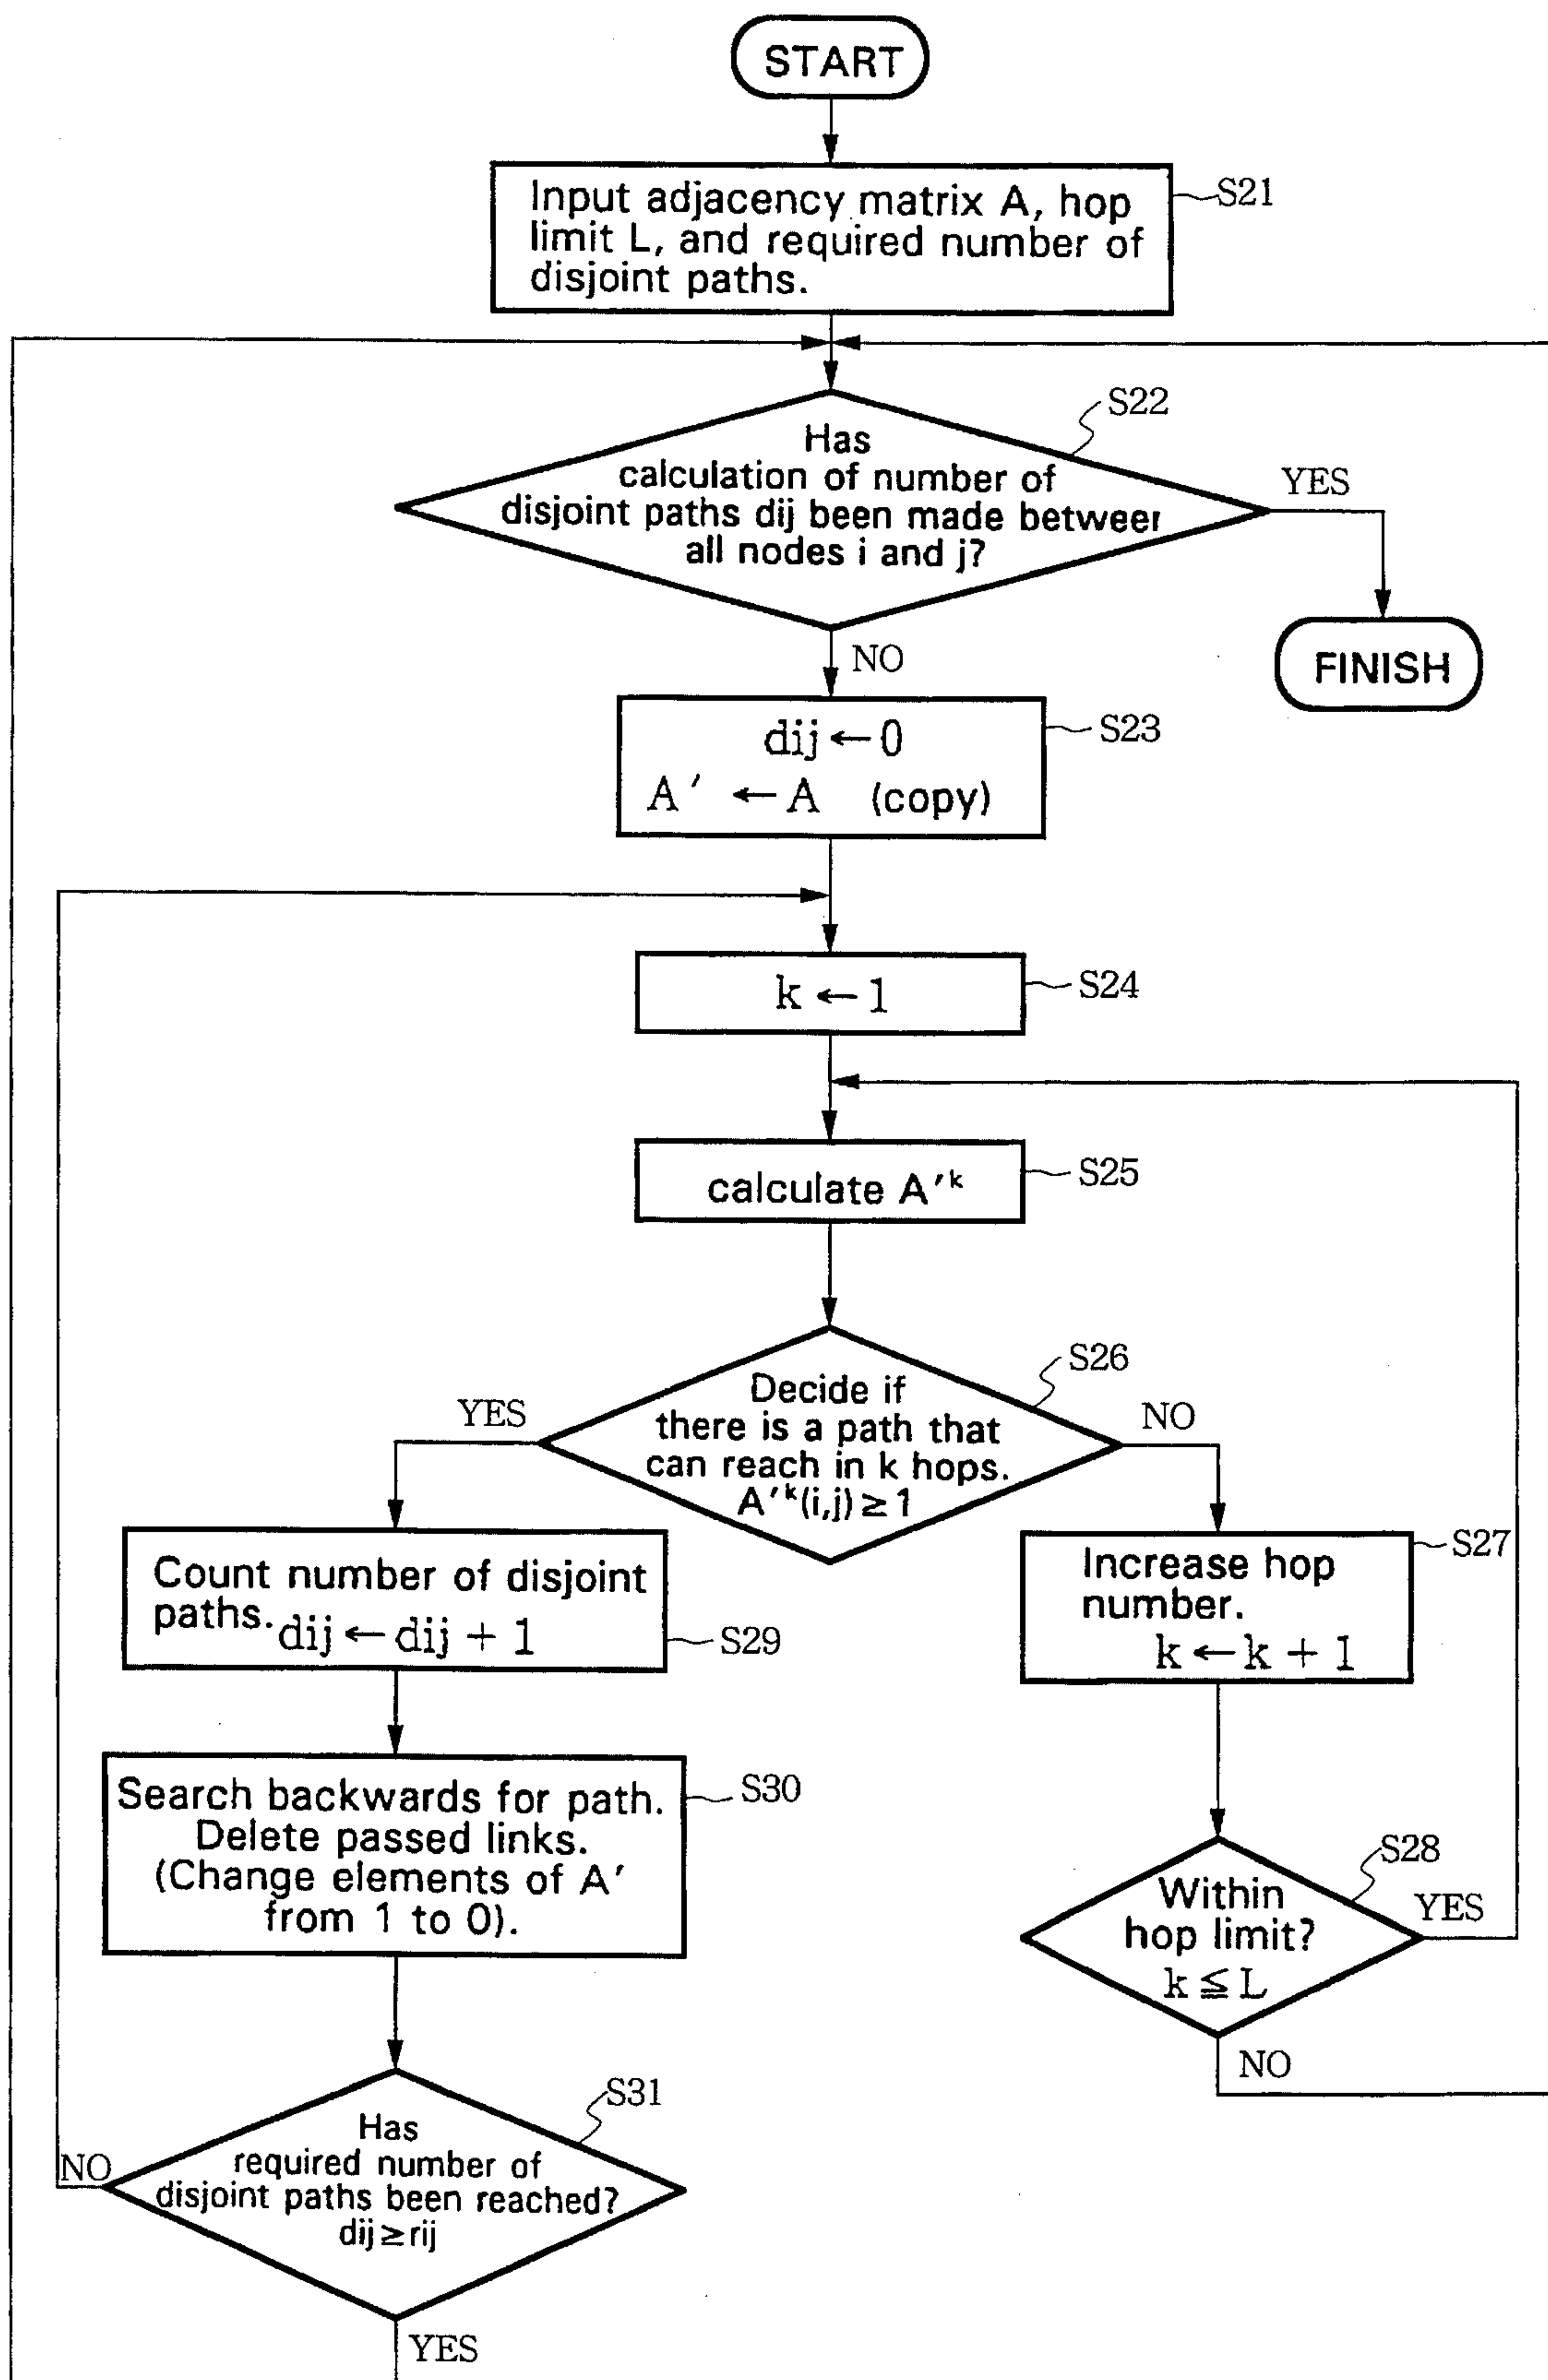 START
Input adjacency matrix A, hop
limit L, and required number of
disjoint paths.
S21
S22
Has
calculation of number of
disjoint paths dij been made between
all nodes i and j?
YES
NO
FINISH
dij ← 0
A′ ← A (copy)
S23
k ← 1
S24
calculate A′ᵏ
S25
S26
Decide if
there is a path that
can reach in k hops.
A′ᵏ(i,j) ≥ 1
YES
NO
Count number of disjoint
paths. dij ← dij + 1
S29
Increase hop
number.
k ← k + 1
S27
Search backwards for path.
Delete passed links.
(Change elements of A′
from 1 to 0).
S30
S28
Within
hop limit?
k ≦ L
YES
NO
S31
Has
required number of
disjoint paths been reached?
dij ≥ rij
NO
YES